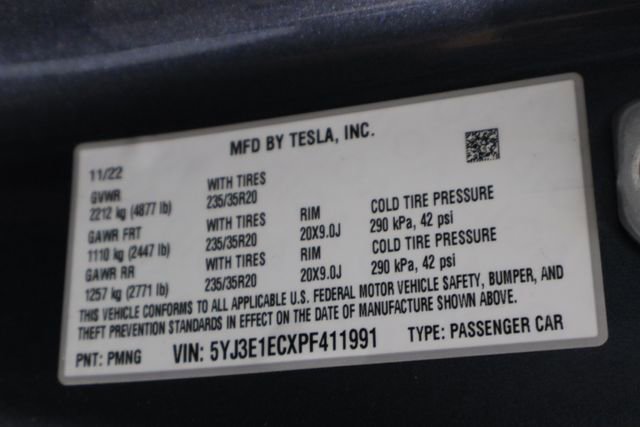 MFD BY TESLA, INC.
11/22
GVWR WITH TIRES
2212 kg (4877 lb) 235/35R20 RIM COLD TIRE PRESSURE
GAWR FRT WITH TIRES 20X9.0J 290 kPa, 42 psi
1110 kg (2447 lb) 235/35R20 RIM COLD TIRE PRESSURE
GAWR RR WITH TIRES 20X9.0J 290 kPa, 42 psi
1257 kg (2771 lb) 235/35R20
THIS VEHICLE CONFORMS TO ALL APPLICABLE U.S. FEDERAL MOTOR VEHICLE SAFETY, BUMPER, AND
THEFT PREVENTION STANDARDS IN EFFECT ON THE DATE OF MANUFACTURE SHOWN ABOVE.
PNT: PMNG VIN: 5YJ3E1ECXPF411991 TYPE: PASSENGER CAR